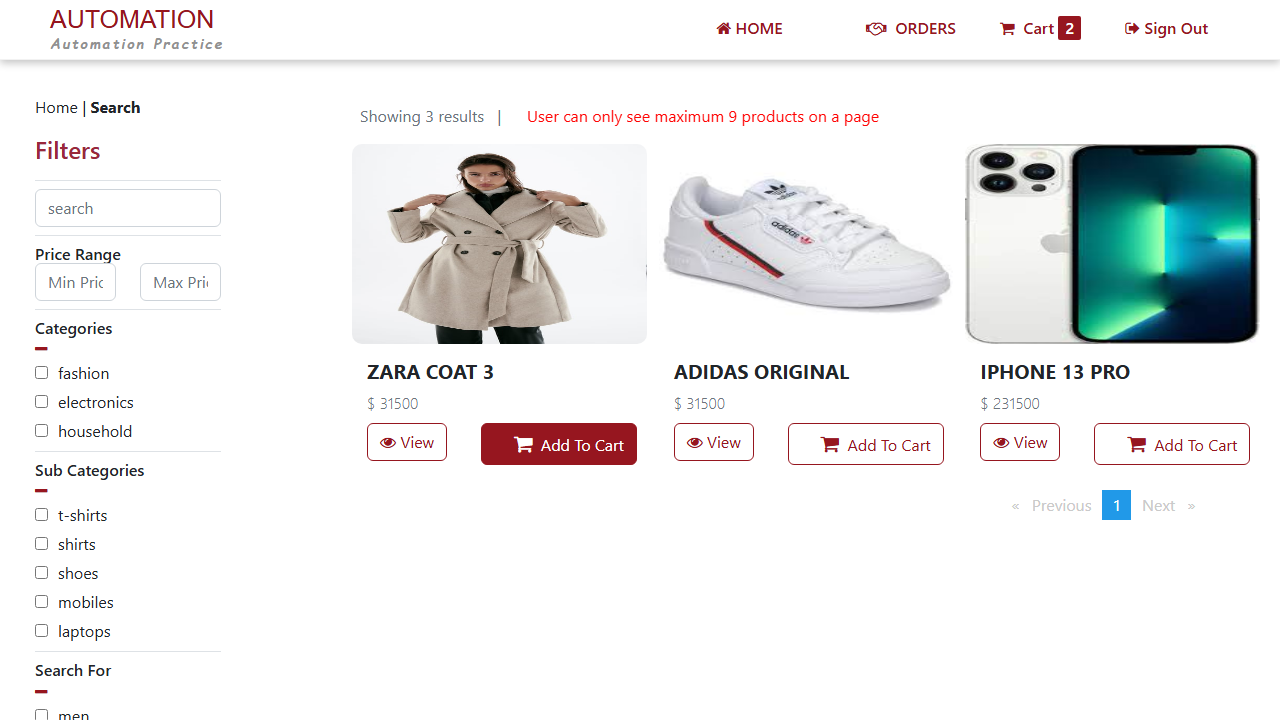 AUTOMATION
Automation Practice
HOME
ORDERS
Cart 2
Sign Out
Home | Search
Filters
search
Price Range
Min Pric
Max Pric
Categories
fashion
electronics
household
Sub Categories
t-shirts
shirts
shoes
mobiles
laptops
Search For
men
Showing 3 results |
User can only see maximum 9 products on a page
adidas
ZARA COAT 3
$ 31500
View
Add To Cart
ADIDAS ORIGINAL
$ 31500
View
Add To Cart
IPHONE 13 PRO
$ 231500
View
Add To Cart
« Previous 1 Next »